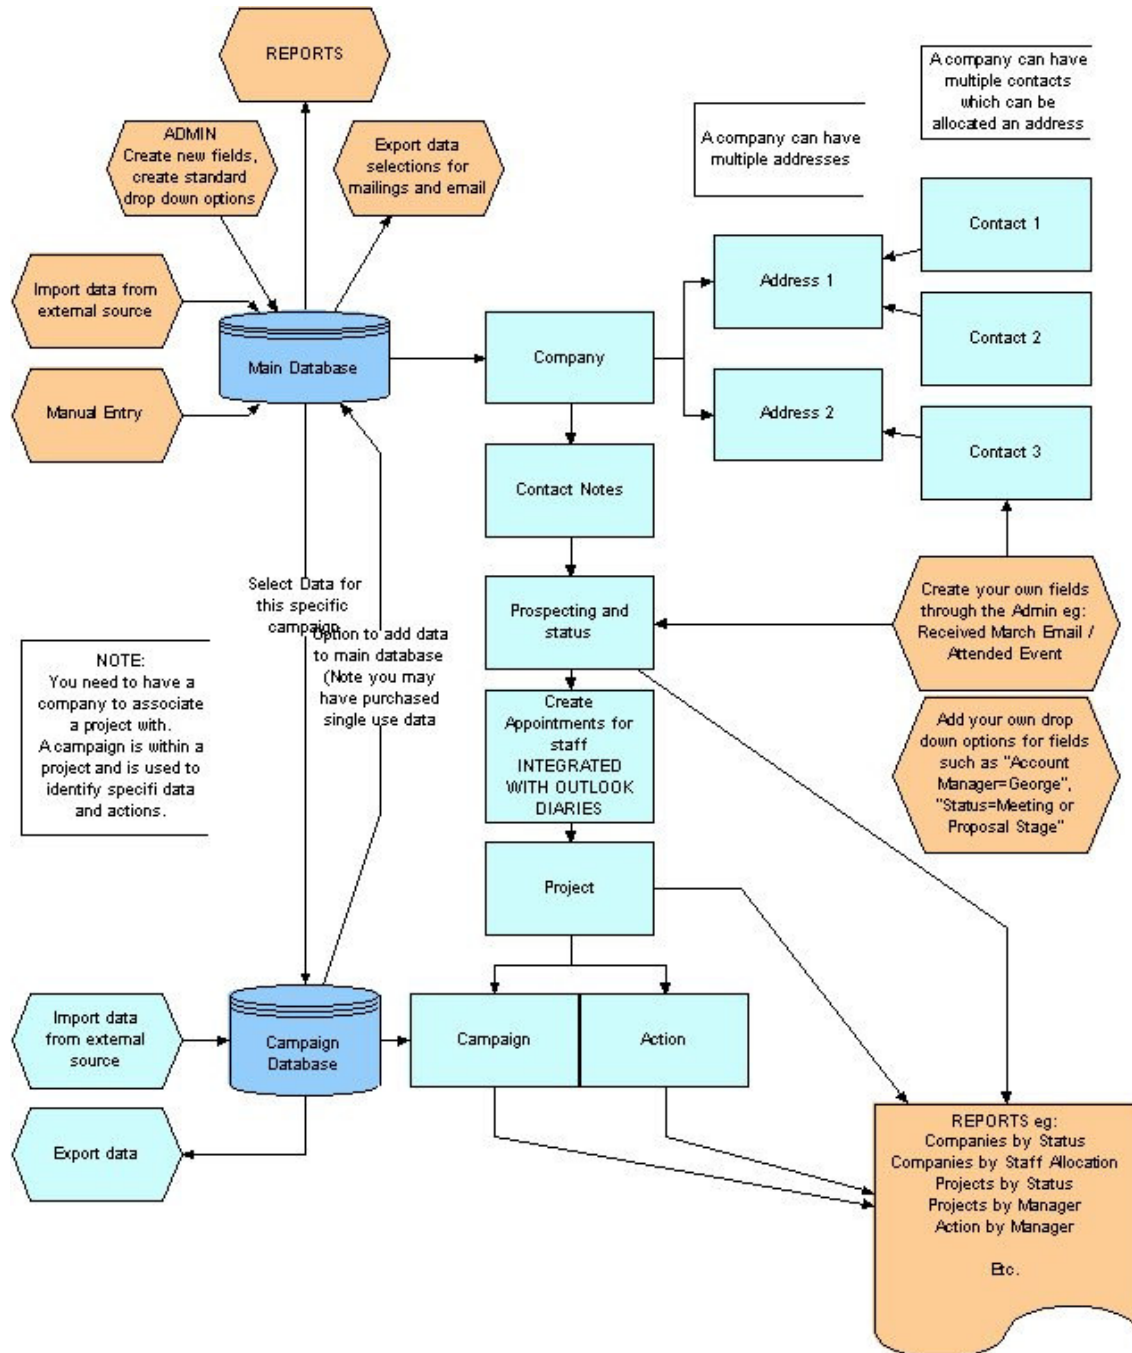 REPORTS
A company can have
multiple contacts
which can be
allocated an address
A company can have
multiple addresses
ADMIN
Create new fields,
create standard
drop down options
Export data
selections for
mailings and email
Contact 1
Import data from
external source
Address 1
Contact 2
Main Database
Company
Manual Entry
Address 2
Contact 3
Contact Notes
Select Data for
this specific
campaign
Prospecting and
status
Create your own fields
through the Admin eg:
Received March Email /
Attended Event
Option to add data
to main database
(Note you may
have purchased
single use data
NOTE:
You need to have a
company to associate
a project with.
A campaign is within a
project and is used to
identify specifi data
and actions.
Create
Appointments for
staff
INTEGRATED
WITH OUTLOOK
DIARIES
Add your own drop
down options for fields
such as "Account
Manager=George",
"Status=Meeting or
Proposal Stage"
Project
Import data
from external
source
Campaign
Database
Campaign
Action
Export data
REPORTS eg:
Companies by Status
Companies by Staff Allocation
Projects by Status
Projects by Manager
Action by Manager
Etc.